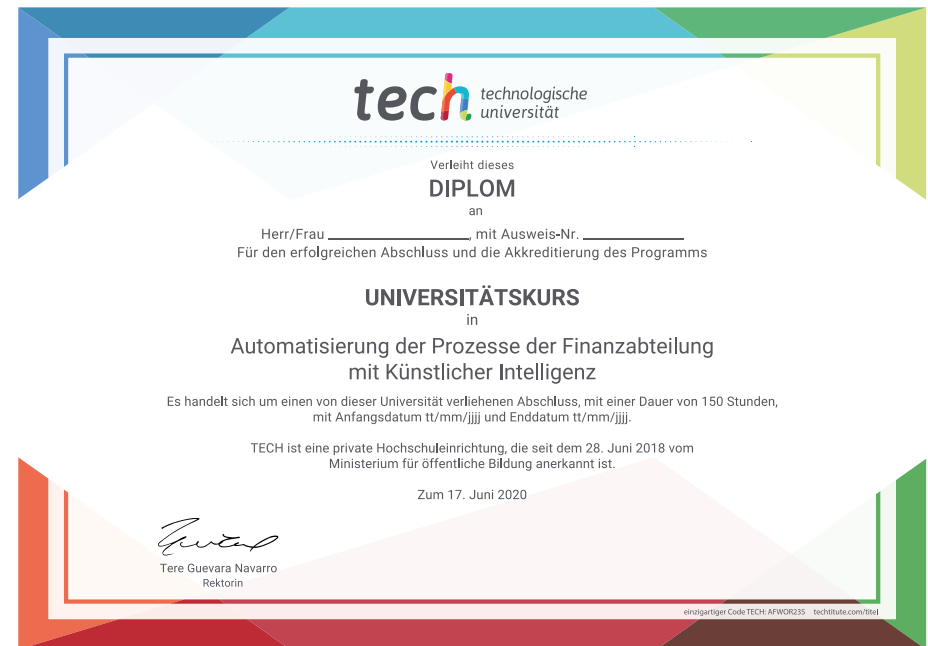 tech technologische
universität
Verleiht dieses
DIPLOM
an
Herr/Frau ____________, mit Ausweis-Nr. ____________
Für den erfolgreichen Abschluss und die Akkreditierung des Programms
UNIVERSITÄTSKURS
in
Automatisierung der Prozesse der Finanzabteilung
mit Künstlicher Intelligenz
Es handelt sich um einen von dieser Universität verliehenen Abschluss, mit einer Dauer von 150 Stunden,
mit Anfangsdatum tt/mm/jjjj und Enddatum tt/mm/jjjj.
TECH ist eine private Hochschuleinrichtung, die seit dem 28. Juni 2018 vom
Ministerium für öffentliche Bildung anerkannt ist.
Zum 17. Juni 2020
Tere Guevara Navarro
Rektorin
einzigartiger Code TECH: AFWOR235 techtitute.com/titel